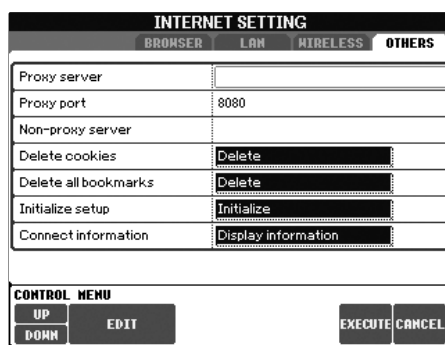 INTERNET SETTING
BROWSER LAN WIRELESS OTHERS
Proxy server
Proxy port 8080
Non-proxy server
Delete cookies Delete
Delete all bookmarks Delete
Initialize setup Initialize
Connect information Display information
CONTROL MENU
UP
EDIT EXECUTE CANCEL
DOWN